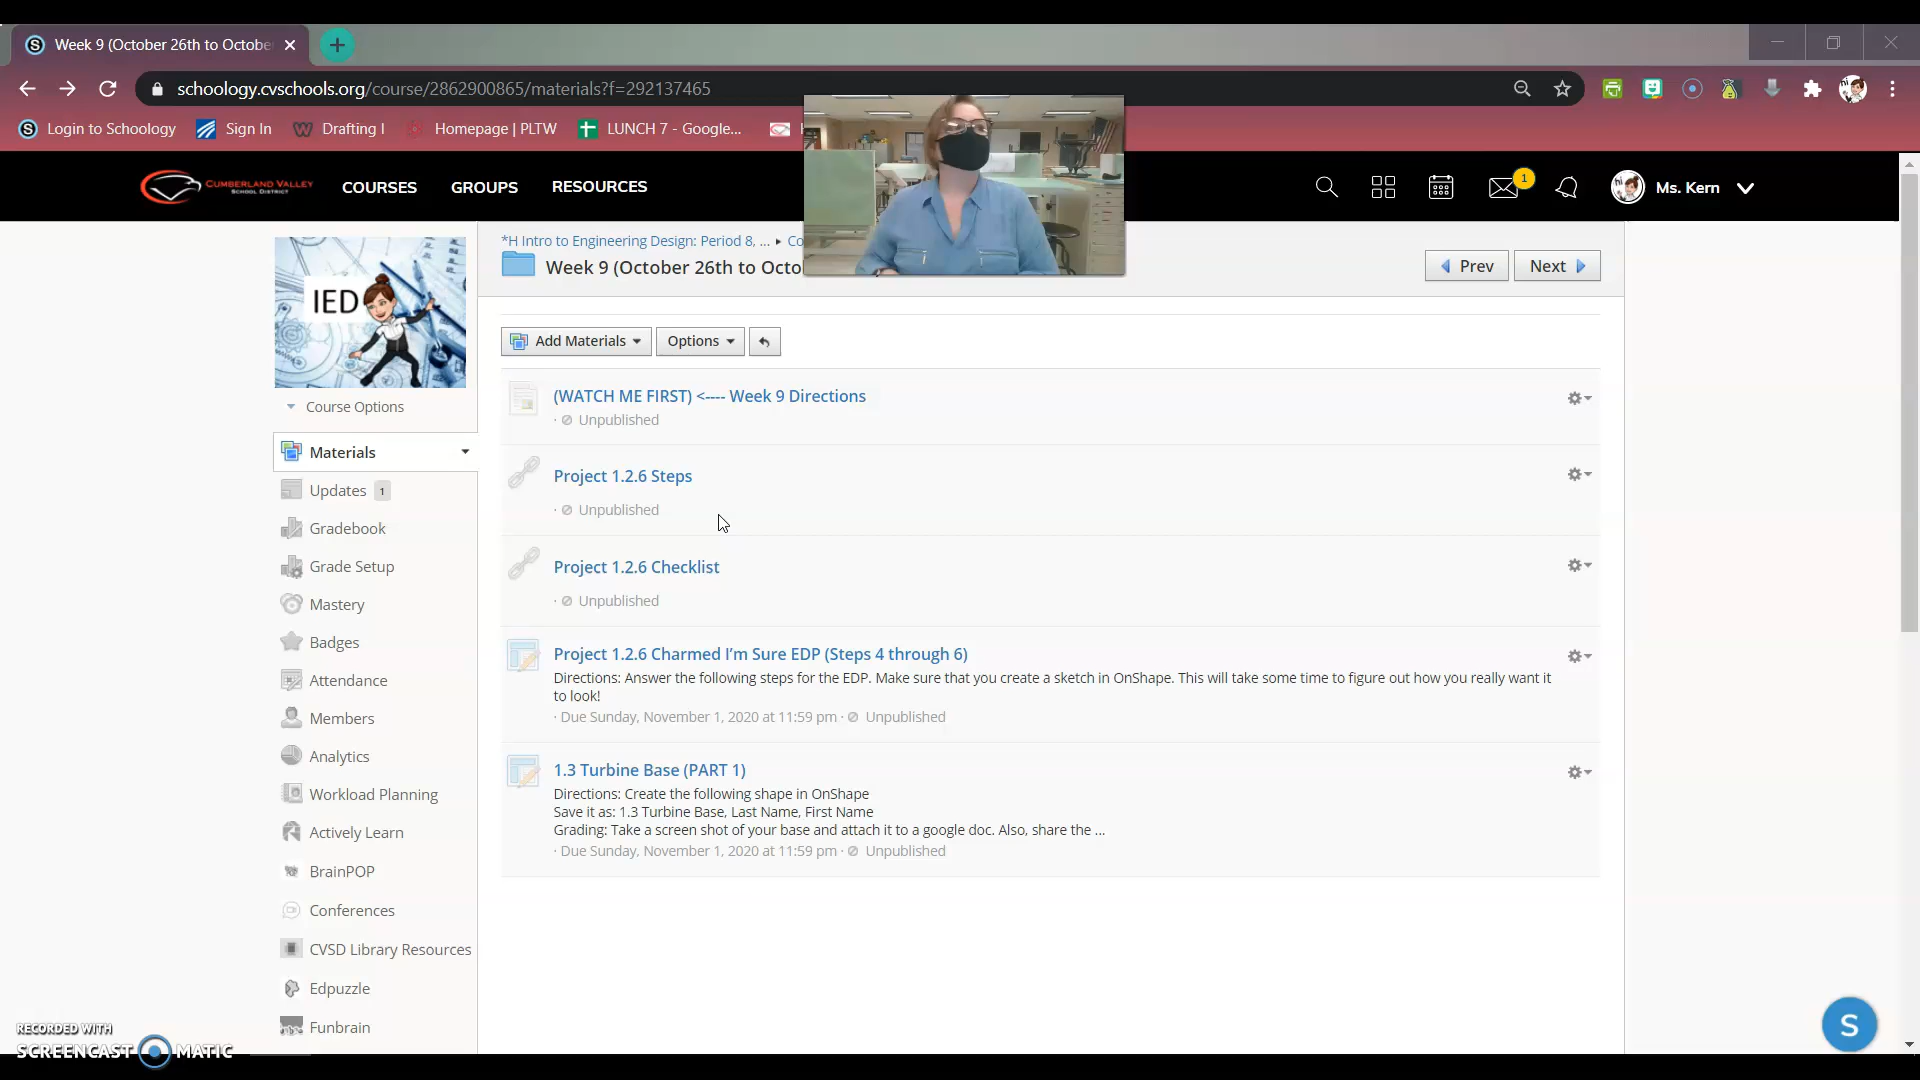 Week 9 (October 26th to Octobe
schoology.cvschools.org/course/2862900865/materials?f=292137465
Login to Schoology
Sign In
Drafting I
Homepage | PLTW
LUNCH 7 - Google...
CUMBERLAND VALLEY
SCHOOL DISTRICT
COURSES
GROUPS
RESOURCES
1
Ms. Kern
IED
*H Intro to Engineering Design: Period 8, ... ▸ Co
Week 9 (October 26th to Octo
Prev
Next
Course Options
Add Materials
Options
Materials
Updates 1
Gradebook
Grade Setup
Mastery
Badges
Attendance
Members
Analytics
Workload Planning
Actively Learn
BrainPOP
Conferences
CVSD Library Resources
Edpuzzle
Funbrain
(WATCH ME FIRST) <---- Week 9 Directions
· Unpublished
Project 1.2.6 Steps
· Unpublished
Project 1.2.6 Checklist
· Unpublished
Project 1.2.6 Charmed I’m Sure EDP (Steps 4 through 6)
Directions: Answer the following steps for the EDP. Make sure that you create a sketch in OnShape. This will take some time to figure out how you really want it
to look!
· Due Sunday, November 1, 2020 at 11:59 pm · Unpublished
1.3 Turbine Base (PART 1)
Directions: Create the following shape in OnShape
Save it as: 1.3 Turbine Base, Last Name, First Name
Grading: Take a screen shot of your base and attach it to a google doc. Also, share the ...
· Due Sunday, November 1, 2020 at 11:59 pm · Unpublished
RECORDED WITH
SCREENCAST MATIC
S